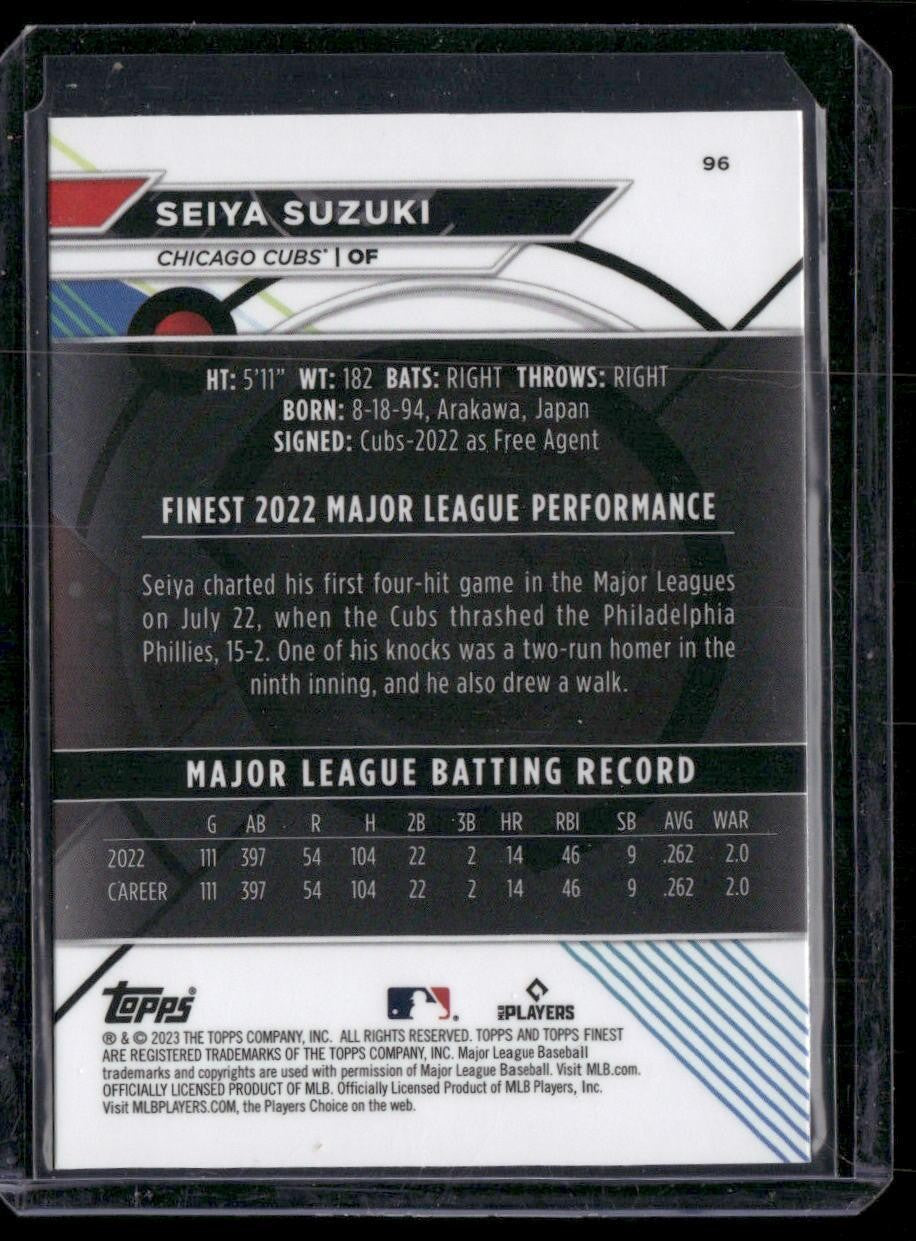 96
SEIYA SUZUKI
CHICAGO CUBS® | OF
HT: 5'11" WT: 182 BATS: RIGHT THROWS: RIGHT
BORN: 8-18-94, Arakawa, Japan
SIGNED: Cubs-2022 as Free Agent
FINEST 2022 MAJOR LEAGUE PERFORMANCE
Seiya charted his first four-hit game in the Major Leagues
on July 22, when the Cubs thrashed the Philadelphia
Phillies, 15-2. One of his knocks was a two-run homer in the
ninth inning, and he also drew a walk.
MAJOR LEAGUE BATTING RECORD
G AB R H 2B 3B HR RBI SB AVG WAR
2022 111 397 54 104 22 2 14 46 9 .262 2.0
CAREER 111 397 54 104 22 2 14 46 9 .262 2.0
Topps® MLB PLAYERS
® & © 2023 THE TOPPS COMPANY, INC. ALL RIGHTS RESERVED. TOPPS AND TOPPS FINEST
ARE REGISTERED TRADEMARKS OF THE TOPPS COMPANY, INC. Major League Baseball
trademarks and copyrights are used with permission of Major League Baseball. Visit MLB.com.
OFFICIALLY LICENSED PRODUCT OF MLB. Officially Licensed Product of MLB Players, Inc.
Visit MLBPLAYERS.COM, the Players Choice on the web.